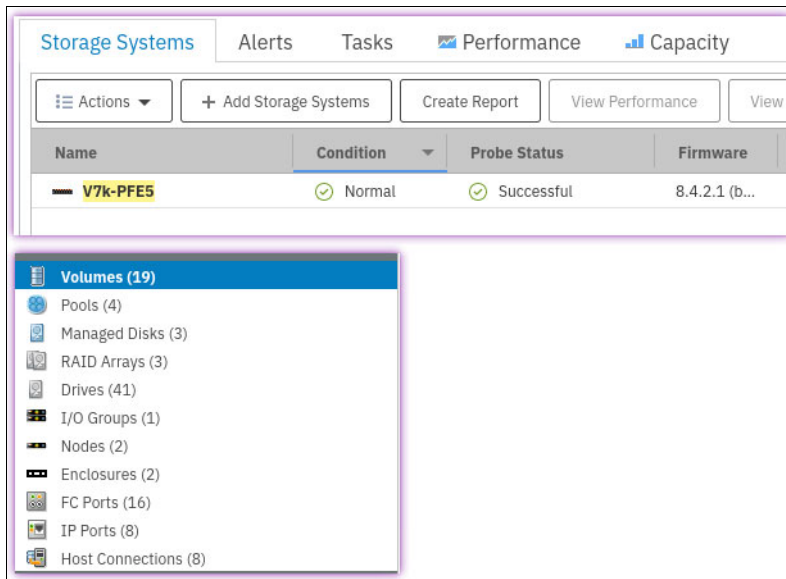 Storage Systems Alerts Tasks Performance Capacity
Actions + Add Storage Systems Create Report View Performance View
Name Condition Probe Status Firmware
V7k-PFE5 Normal Successful 8.4.2.1 (b...
Volumes (19)
Pools (4)
Managed Disks (3)
RAID Arrays (3)
Drives (41)
I/O Groups (1)
Nodes (2)
Enclosures (2)
FC Ports (16)
IP Ports (8)
Host Connections (8)